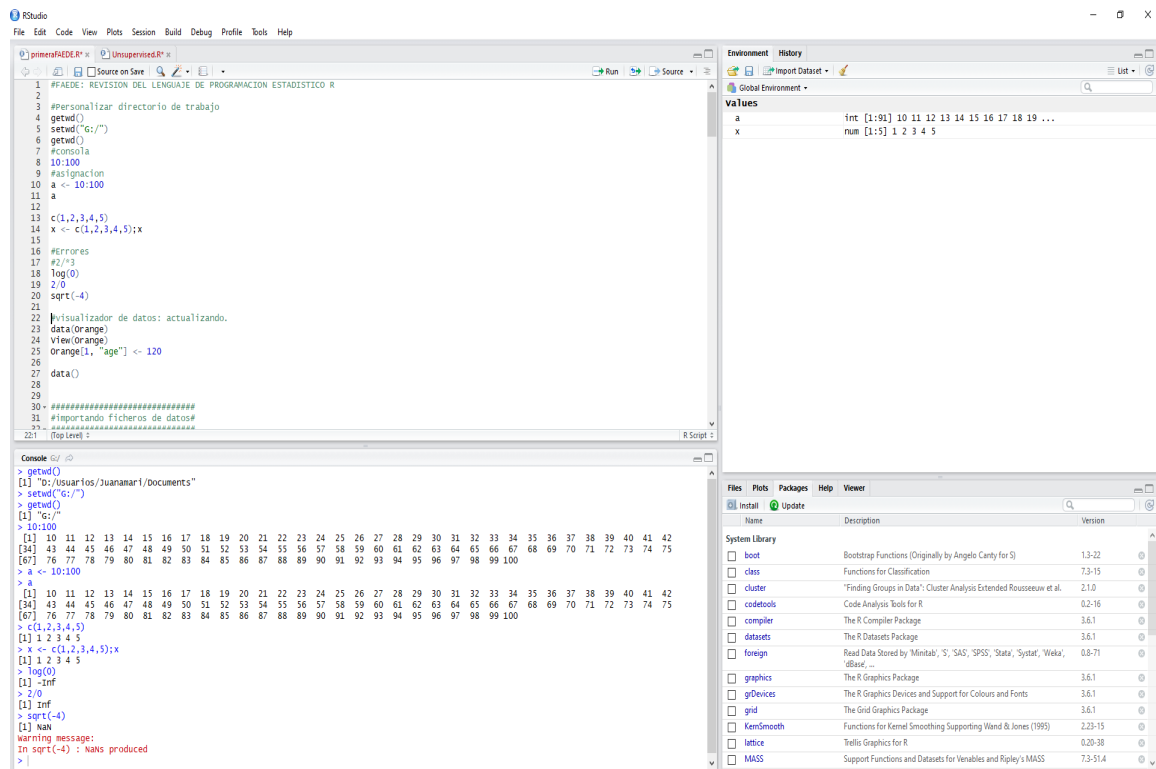 RStudio
File Edit Code View Plots Session Build Debug Profile Tools Help
primeraFAEDE.R* × Unsupervised.R* ×
Source on Save Run Source
1 #FAEDE: REVISION DEL LENGUAJE DE PROGRAMACION ESTADISTICO R
2
3 #Personalizar directorio de trabajo
4 getwd()
5 setwd("G:/")
6 getwd()
7 #consola
8 10:100
9 #asignacion
10 a <- 10:100
11 a
12
13 c(1,2,3,4,5)
14 x <- c(1,2,3,4,5);x
15
16 #Errores
17 #2/*3
18 log(0)
19 2/0
20 sqrt(-4)
21
22 #visualizador de datos: actualizando.
23 data(Orange)
24 View(Orange)
25 Orange[1, "age"] <- 120
26
27 data()
28
29
30 ##############################
31 #importando ficheros de datos#
32 ##############################
22:1 (Top Level) R Script
Console G:/
> getwd()
[1] "D:/Usuarios/Juanamari/Documents"
> setwd("G:/")
> getwd()
[1] "G:/"
> 10:100
[1] 10 11 12 13 14 15 16 17 18 19 20 21 22 23 24 25 26 27 28 29 30 31 32 33 34 35 36 37 38 39 40 41 42
[34] 43 44 45 46 47 48 49 50 51 52 53 54 55 56 57 58 59 60 61 62 63 64 65 66 67 68 69 70 71 72 73 74 75
[67] 76 77 78 79 80 81 82 83 84 85 86 87 88 89 90 91 92 93 94 95 96 97 98 99 100
> a <- 10:100
> a
[1] 10 11 12 13 14 15 16 17 18 19 20 21 22 23 24 25 26 27 28 29 30 31 32 33 34 35 36 37 38 39 40 41 42
[34] 43 44 45 46 47 48 49 50 51 52 53 54 55 56 57 58 59 60 61 62 63 64 65 66 67 68 69 70 71 72 73 74 75
[67] 76 77 78 79 80 81 82 83 84 85 86 87 88 89 90 91 92 93 94 95 96 97 98 99 100
> c(1,2,3,4,5)
[1] 1 2 3 4 5
> x <- c(1,2,3,4,5);x
[1] 1 2 3 4 5
> log(0)
[1] -Inf
> 2/0
[1] Inf
> sqrt(-4)
[1] NaN
Warning message:
In sqrt(-4) : NaNs produced
>
Environment History
Import Dataset List
Global Environment
Values
a int [1:91] 10 11 12 13 14 15 16 17 18 19 ...
x num [1:5] 1 2 3 4 5
Files Plots Packages Help Viewer
Install Update
Name Description Version
System Library
boot Bootstrap Functions (Originally by Angelo Canty for S) 1.3-22
class Functions for Classification 7.3-15
cluster "Finding Groups in Data": Cluster Analysis Extended Rousseeuw et al. 2.1.0
codetools Code Analysis Tools for R 0.2-16
compiler The R Compiler Package 3.6.1
datasets The R Datasets Package 3.6.1
foreign Read Data Stored by 'Minitab', 'S', 'SAS', 'SPSS', 'Stata', 'Systat', 'Weka', 0.8-71
'dBase', ...
graphics The R Graphics Package 3.6.1
grDevices The R Graphics Devices and Support for Colours and Fonts 3.6.1
grid The Grid Graphics Package 3.6.1
KernSmooth Functions for Kernel Smoothing Supporting Wand & Jones (1995) 2.23-15
lattice Trellis Graphics for R 0.20-38
MASS Support Functions and Datasets for Venables and Ripley's MASS 7.3-51.4